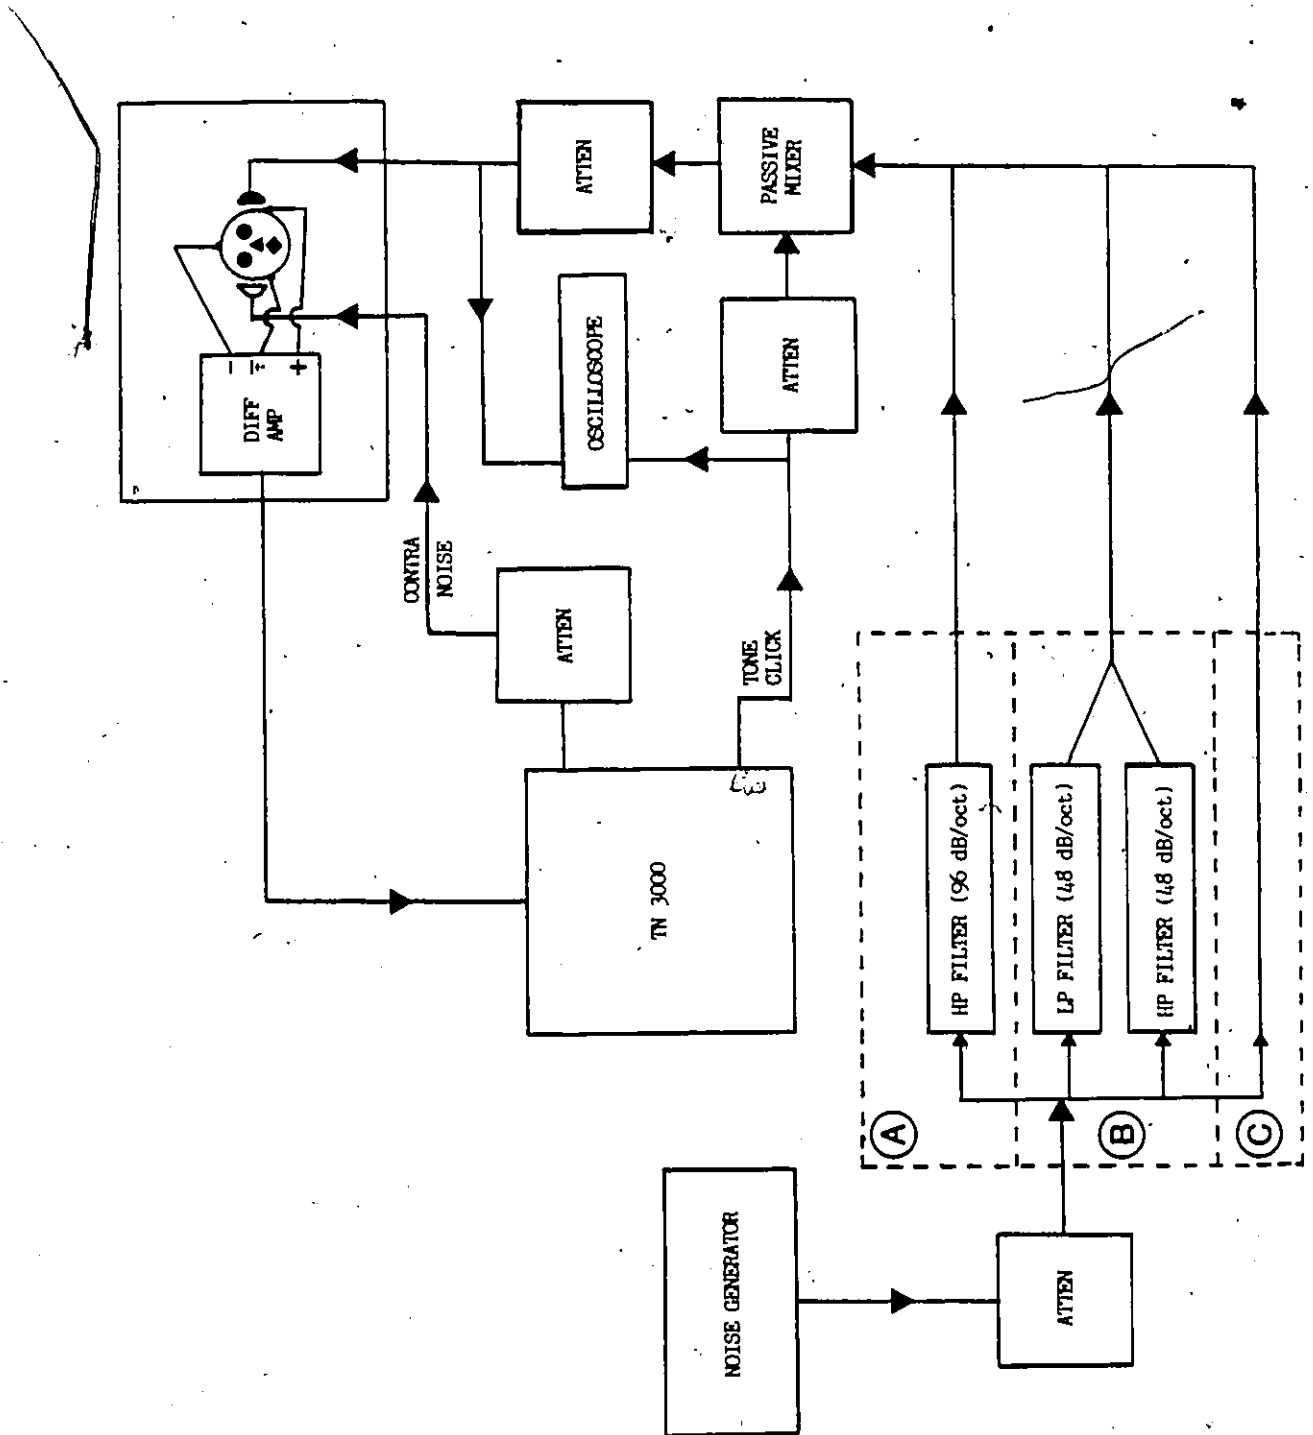 NOISE GENERATOR
ATTEN
A
B
C
HP FILTER (96 dB/oct)
LP FILTER (48 dB/oct)
HP FILTER (48 dB/oct)
TN 3000
TONE
CLICK
ATTEN
CONTRA
NOISE
DIFF
AMP
−
+
OSCILLOSCOPE
ATTEN
PASSIVE
MIXER
ATTEN